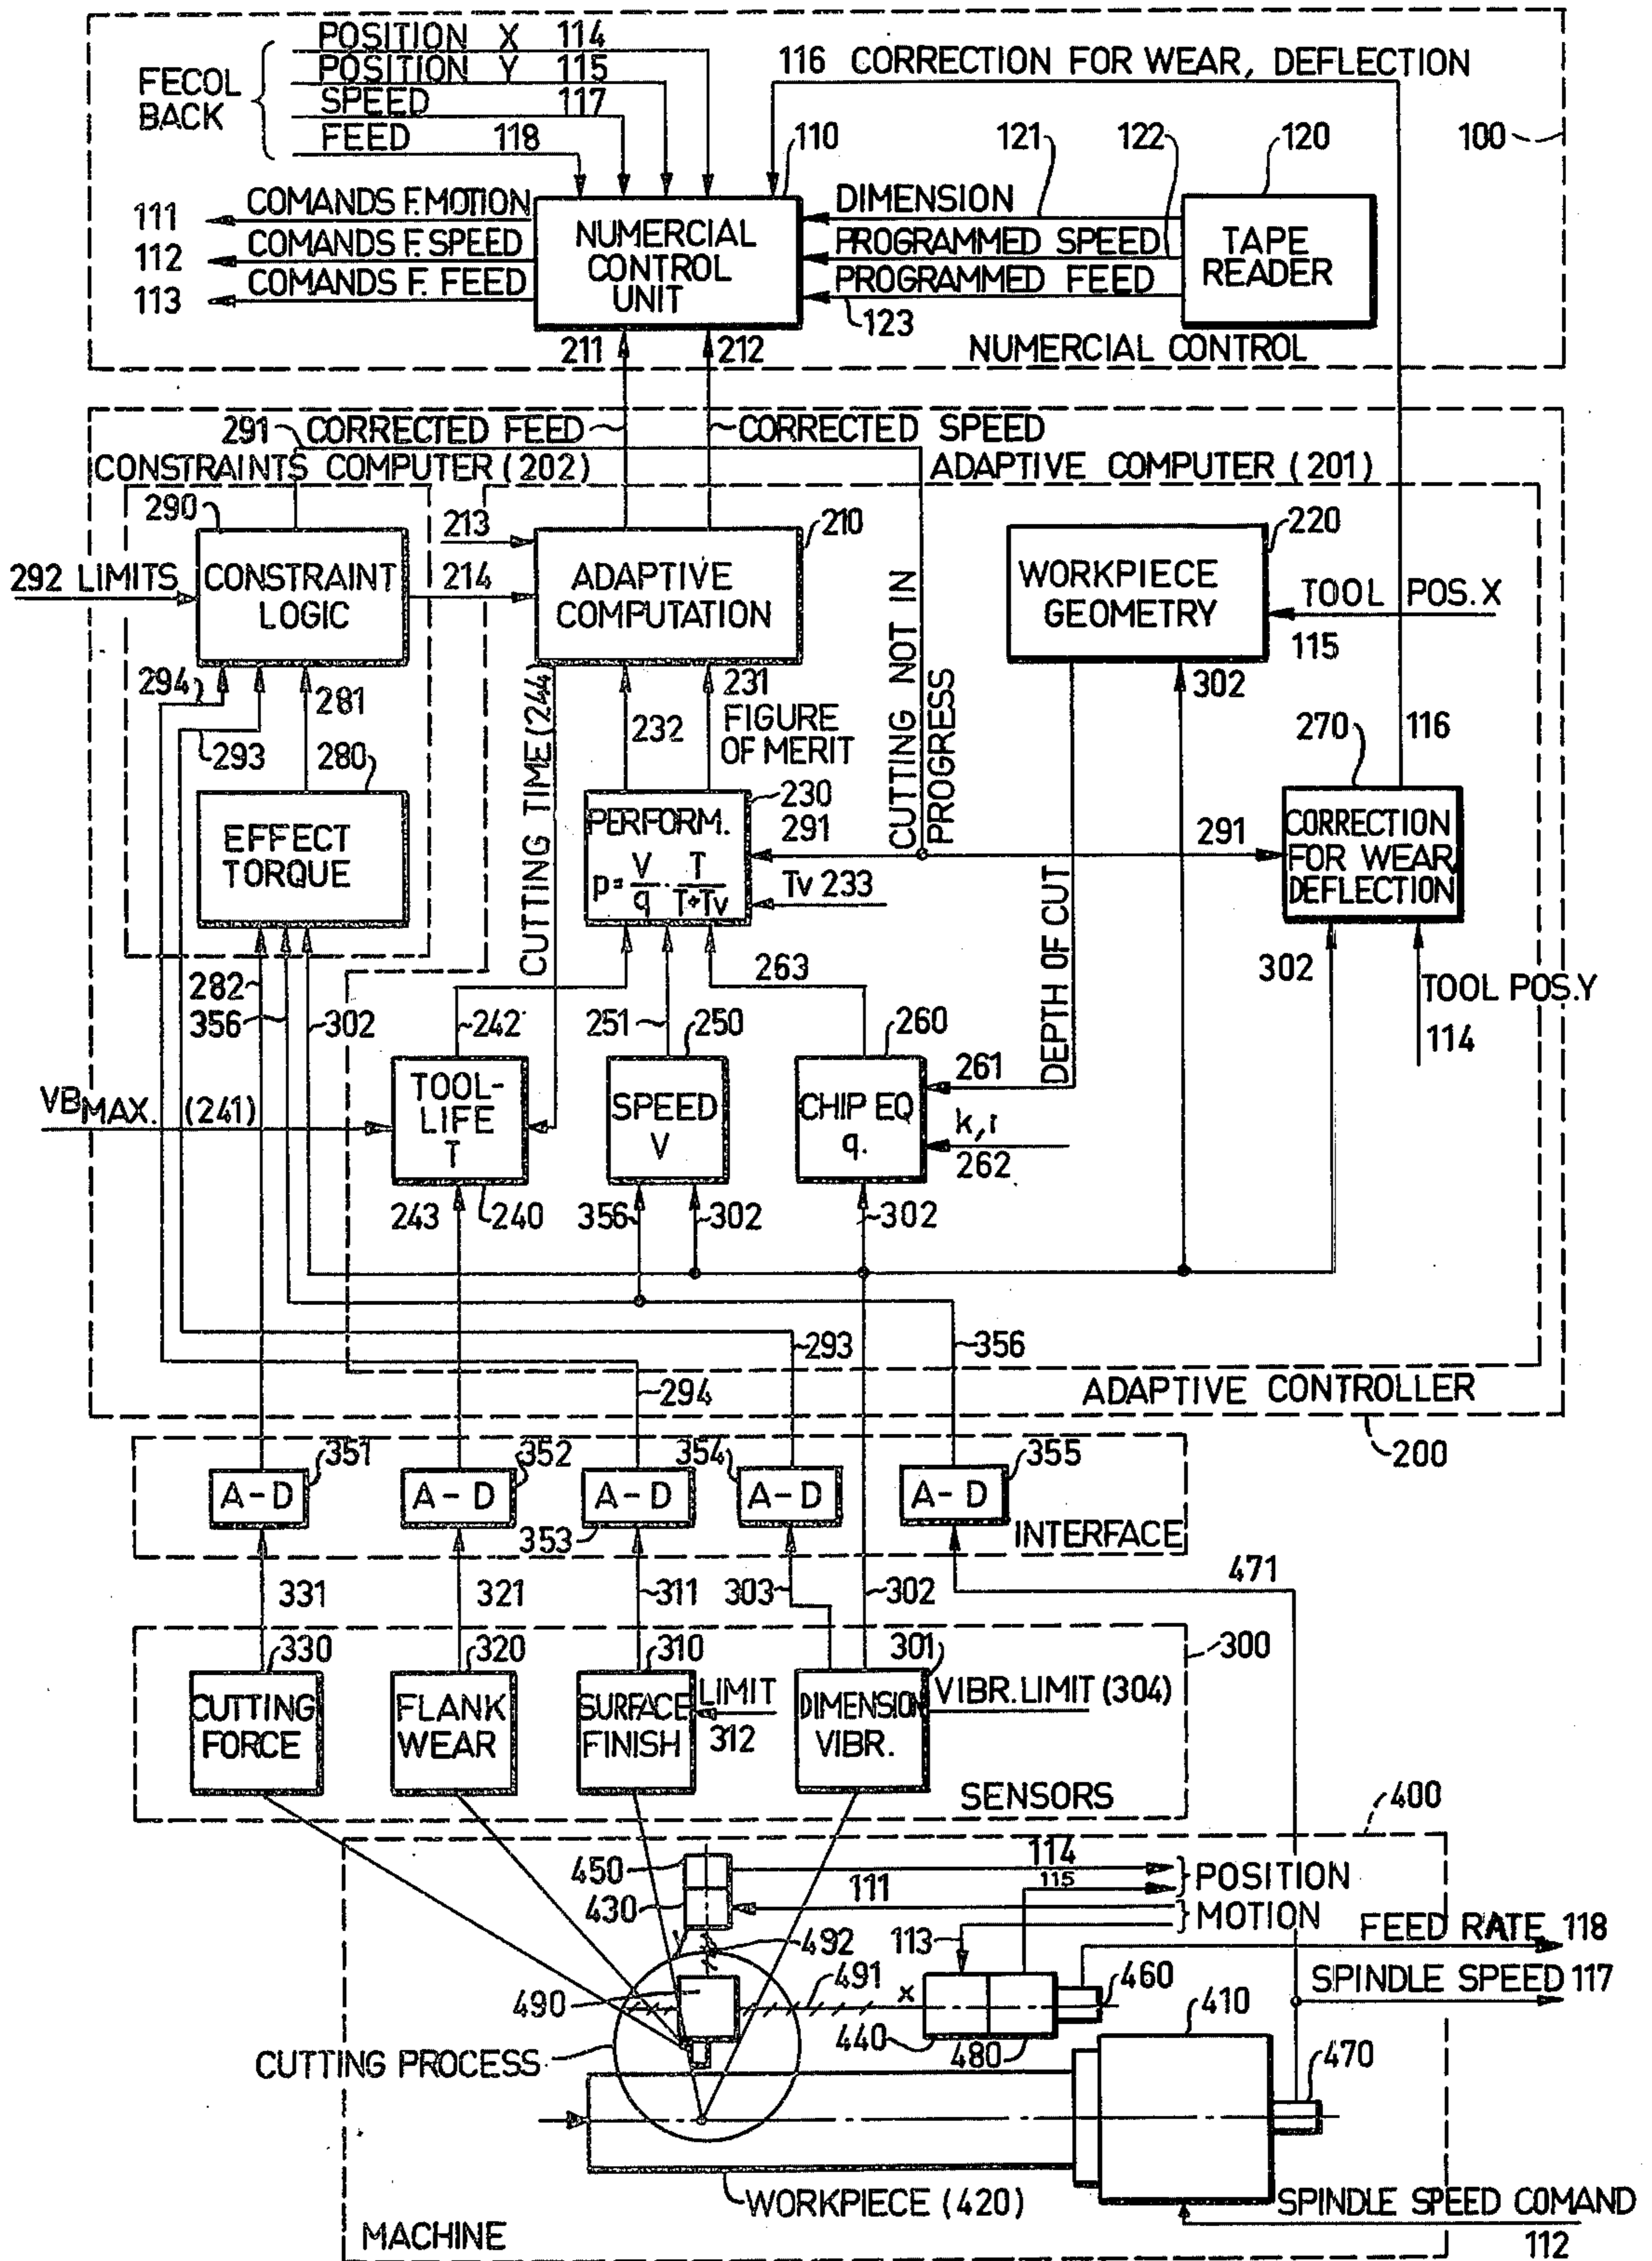 POSITION X 114
POSITION Y 115
SPEED 117
FEED 118
FECOL
BACK
116 CORRECTION FOR WEAR, DEFLECTION
110
121
122
120
100
111 COMANDS F. MOTION
112 COMANDS F. SPEED
113 COMANDS F. FEED
NUMERCIAL
CONTROL
UNIT
DIMENSION
PROGRAMMED SPEED
PROGRAMMED FEED
123
TAPE
READER
NUMERCIAL CONTROL
211
212
291 CORRECTED FEED
CORRECTED SPEED
CONSTRAINTS COMPUTER (202)
ADAPTIVE COMPUTER (201)
290
213
210
220
292 LIMITS
CONSTRAINT
LOGIC
214
ADAPTIVE
COMPUTATION
WORKPIECE
GEOMETRY
TOOL POS. X
115
294
281
293
280
CUTTING TIME (244)
232
231
FIGURE
OF MERIT
CUTTING NOT IN
PROGRESS
302
270
116
EFFECT
TORQUE
PERFORM.
p = V/q · T/T+Tv
230
291
Tv 233
291
CORRECTION
FOR WEAR
DEFLECTION
DEPTH OF CUT
282
356
302
263
302
TOOL POS. Y
114
242
251
250
260
261
VB MAX. (241)
TOOL-
LIFE
T
SPEED
V
CHIP EQ
q.
k, i
262
243
240
356
302
302
293
356
294
ADAPTIVE CONTROLLER
200
351
352
354
355
A-D
A-D
A-D
A-D
A-D
353
INTERFACE
331
321
311
303
302
471
330
320
310
301
300
CUTTING
FORCE
FLANK
WEAR
SURFACE
FINISH
LIMIT
312
DIMENSION
VIBR.
VIBR. LIMIT (304)
SENSORS
400
450
114
115
POSITION
430
111
MOTION
492
113
FEED RATE 118
490
491
x
460
SPINDLE SPEED 117
440
480
410
CUTTING PROCESS
470
WORKPIECE (420)
SPINDLE SPEED COMAND
112
MACHINE